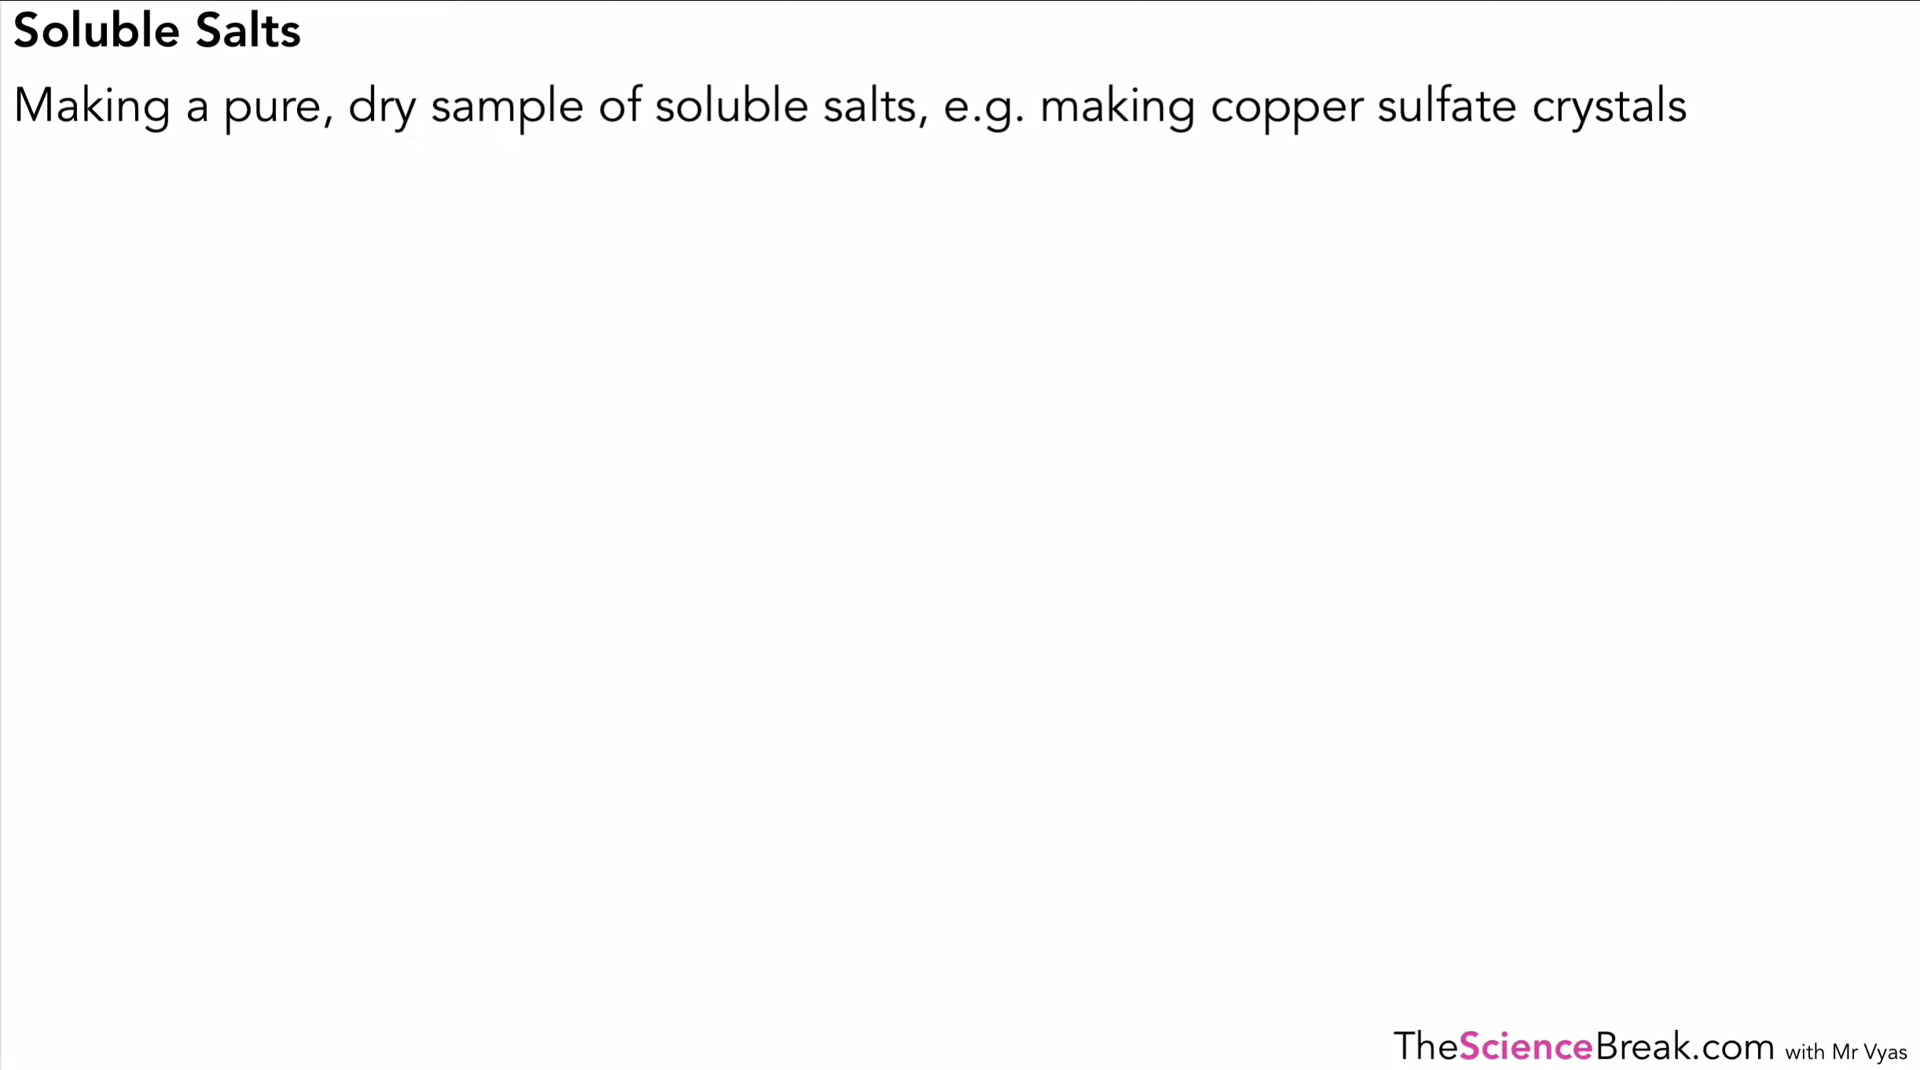 Soluble Salts
Making a pure, dry sample of soluble salts, e.g. making copper sulfate crystals
TheScienceBreak.com with Mr Vyas